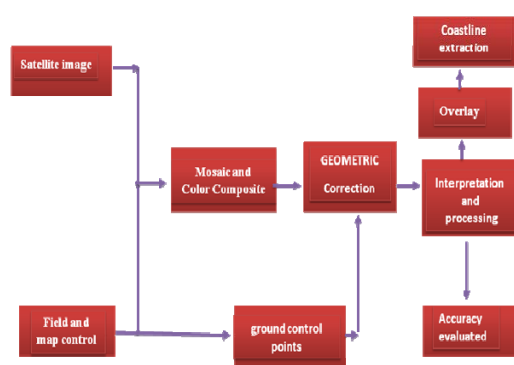 Coastline
extraction
Satellite image
Overlay
Mosaic and
Color Composite
GEOMETRIC
Correction
Interpretation
and
processing
Field and
map control
ground control
points
Accuracy
evaluated